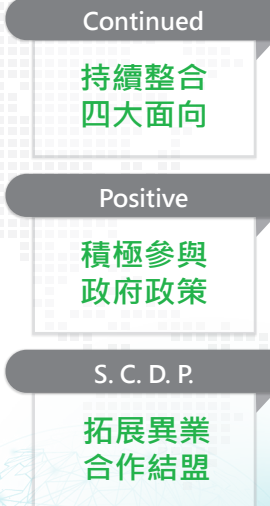 Continued
持續整合
四大面向
Positive
積極參與
政府政策
S. C. D. P.
拓展異業
合作結盟